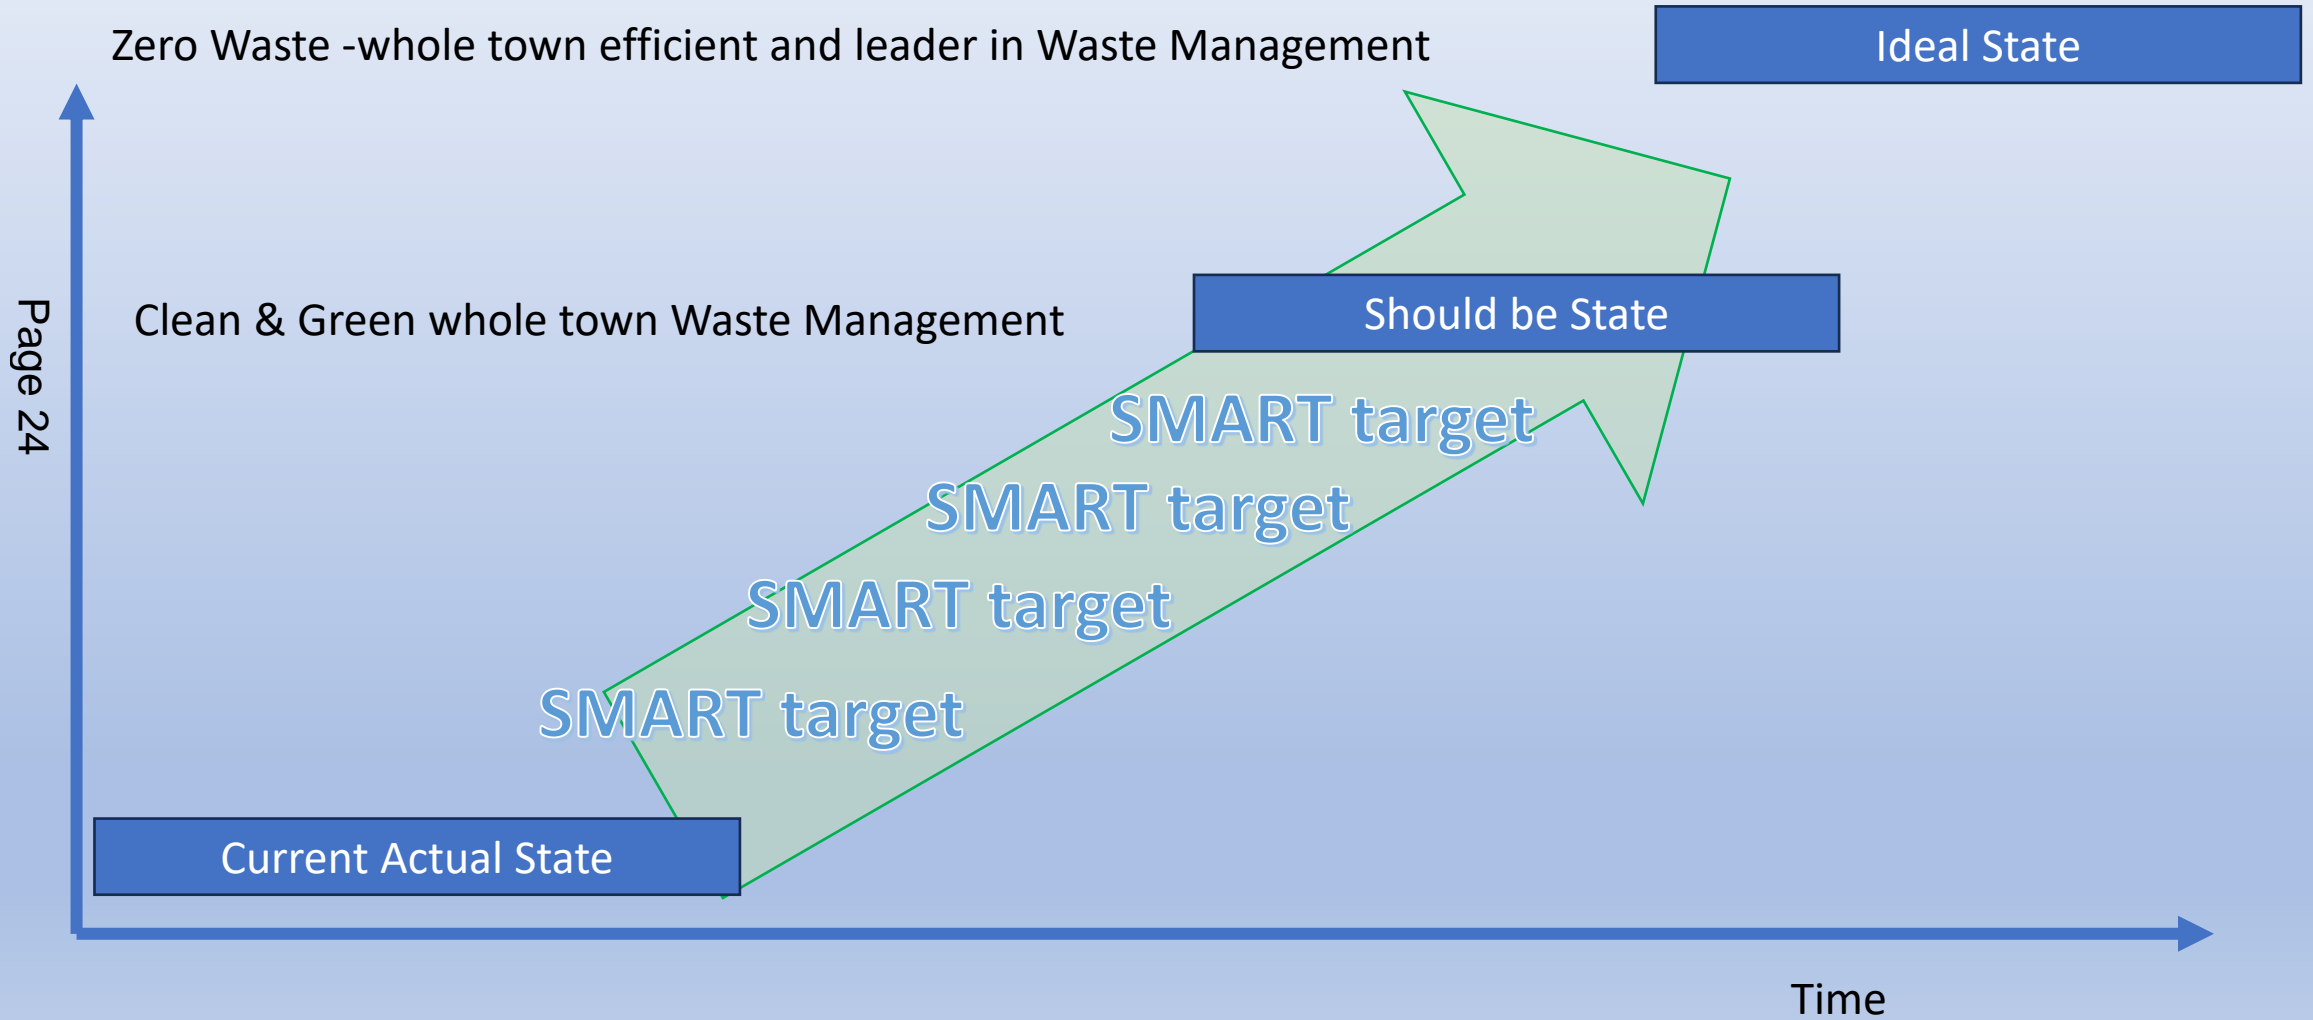 Zero Waste -whole town efficient and leader in Waste Management
Ideal State
Page 24
Clean & Green whole town Waste Management
Should be State
SMART target
SMART target
SMART target
SMART target
Current Actual State
Time